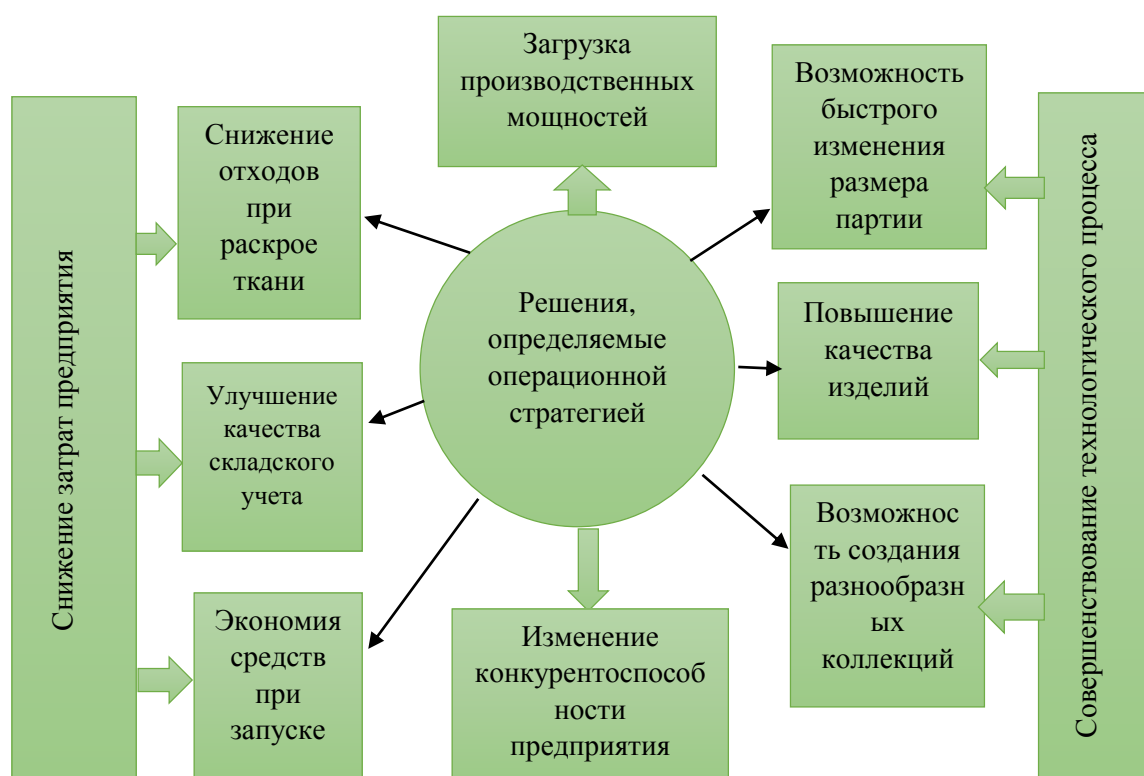 Загрузка
производственных
мощностей
Возможность
быстрого
изменения
размера
партии
Снижение
отходов
при
раскрое
ткани
Снижение затрат предприятия
Совершенствование технологического процесса
Решения,
определяемые
операционной
стратегией
Повышение
качества
изделий
Улучшение
качества
складского
учета
Возможнос
ть создания
разнообразн
ых
коллекций
Экономия
средств
при
запуске
Изменение
конкурентоспособ
ности
предприятия